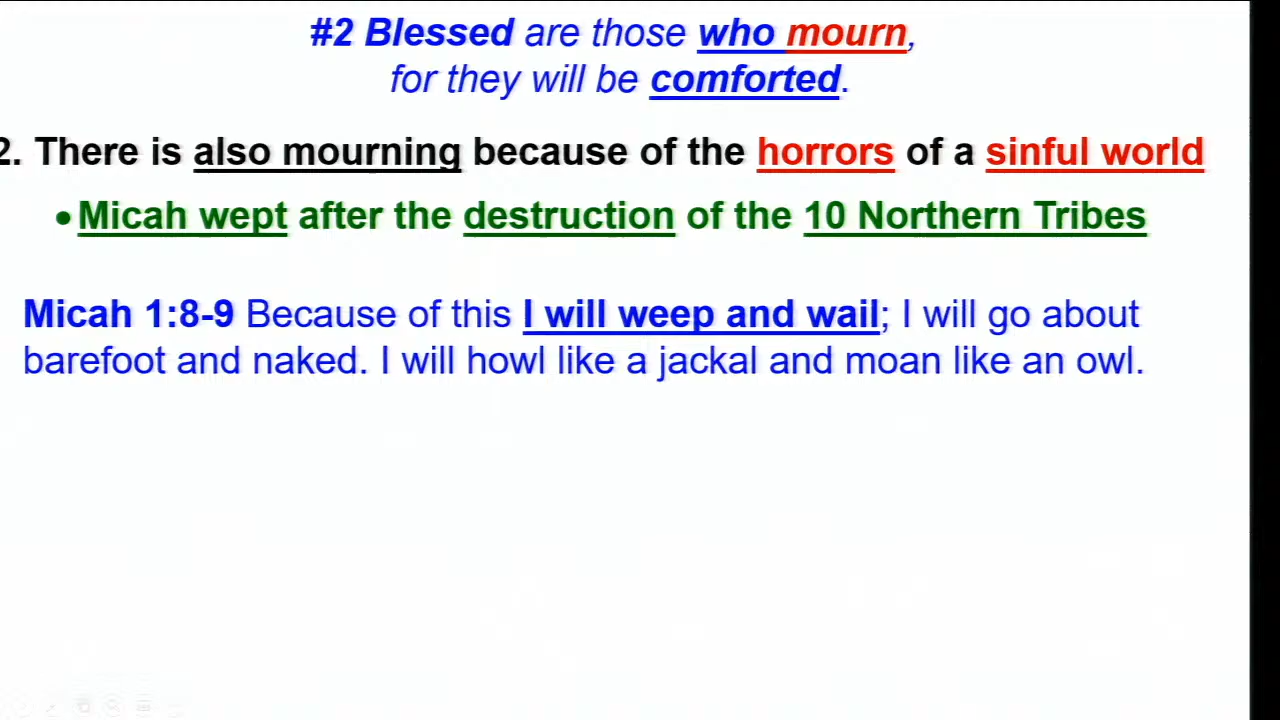 #2 Blessed are those who mourn,
for they will be comforted.
2. There is also mourning because of the horrors of a sinful world
• Micah wept after the destruction of the 10 Northern Tribes
Micah 1:8-9 Because of this I will weep and wail; I will go about
barefoot and naked. I will howl like a jackal and moan like an owl.